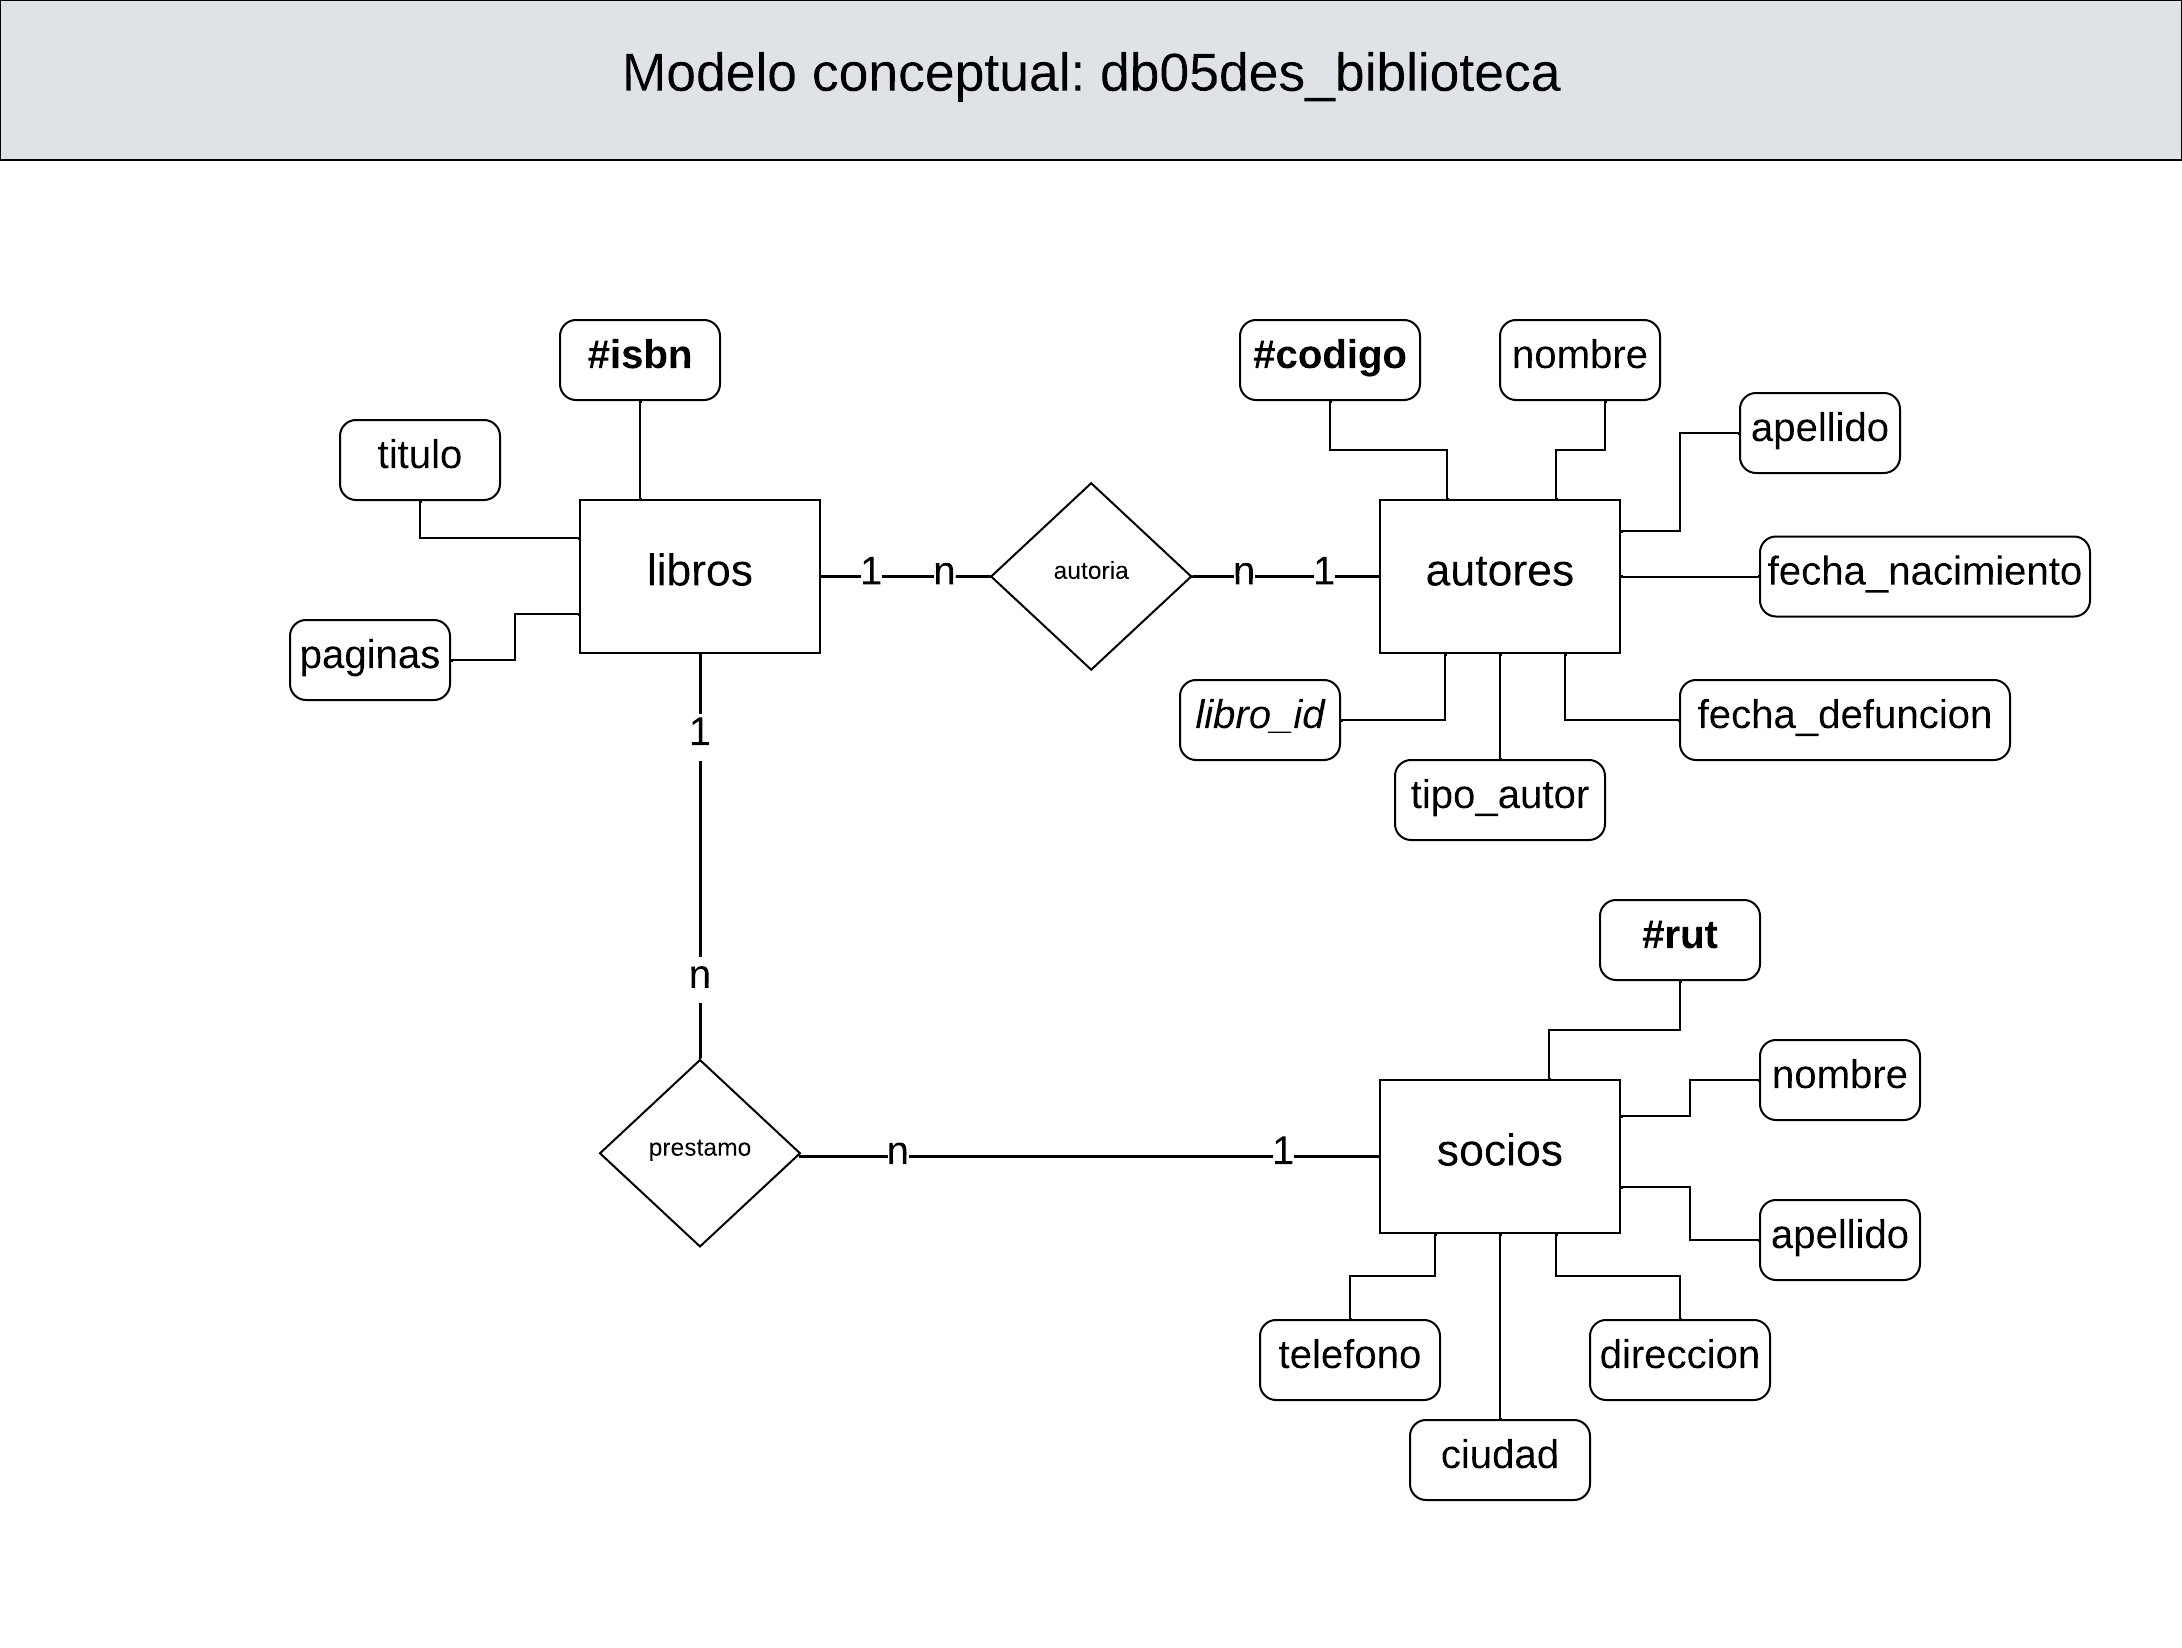 Modelo conceptual: db05des_biblioteca
#isbn
#codigo
nombre
apellido
titulo
libros
1
n
autoria
n
1
autores
fecha_nacimiento
paginas
libro_id
fecha_defuncion
1
tipo_autor
#rut
n
nombre
prestamo
n
1
socios
apellido
telefono
direccion
ciudad